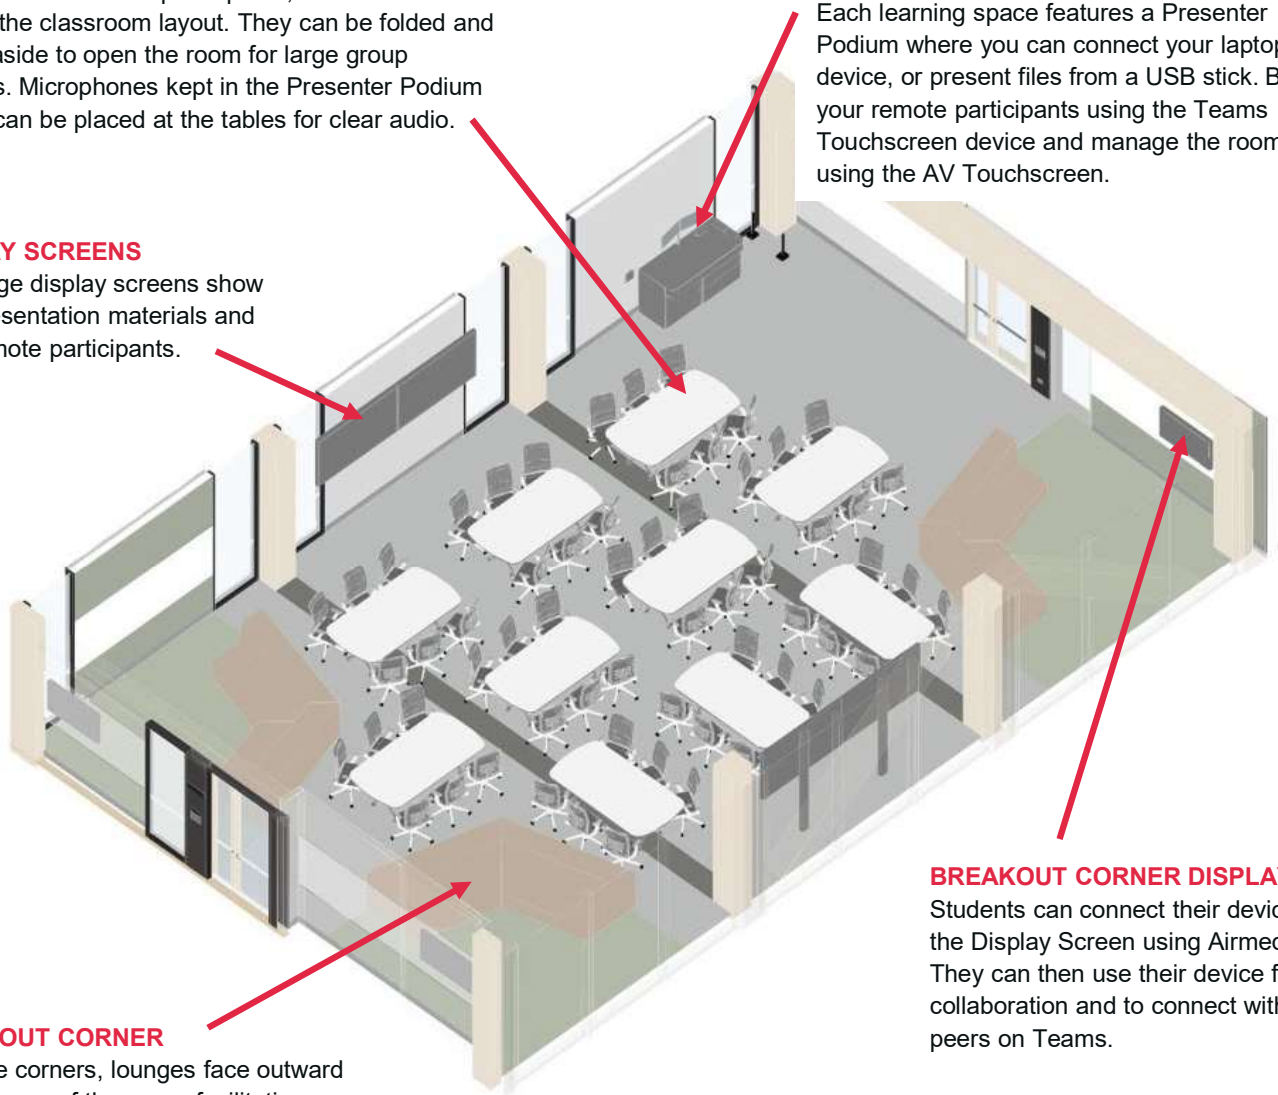 the classroom layout. They can be folded and
aside to open the room for large group
Microphones kept in the Presenter Podium
can be placed at the tables for clear audio.
Each learning space features a Presenter
Podium where you can connect your laptop
device, or present files from a USB stick. B
your remote participants using the Teams
Touchscreen device and manage the room
using the AV Touchscreen.
AY SCREENS
ge display screens show
esentation materials and
mote participants.
BREAKOUT CORNER DISPLA
Students can connect their devic
the Display Screen using Airmed
They can then use their device f
collaboration and to connect with
peers on Teams.
OUT CORNER
e corners, lounges face outward